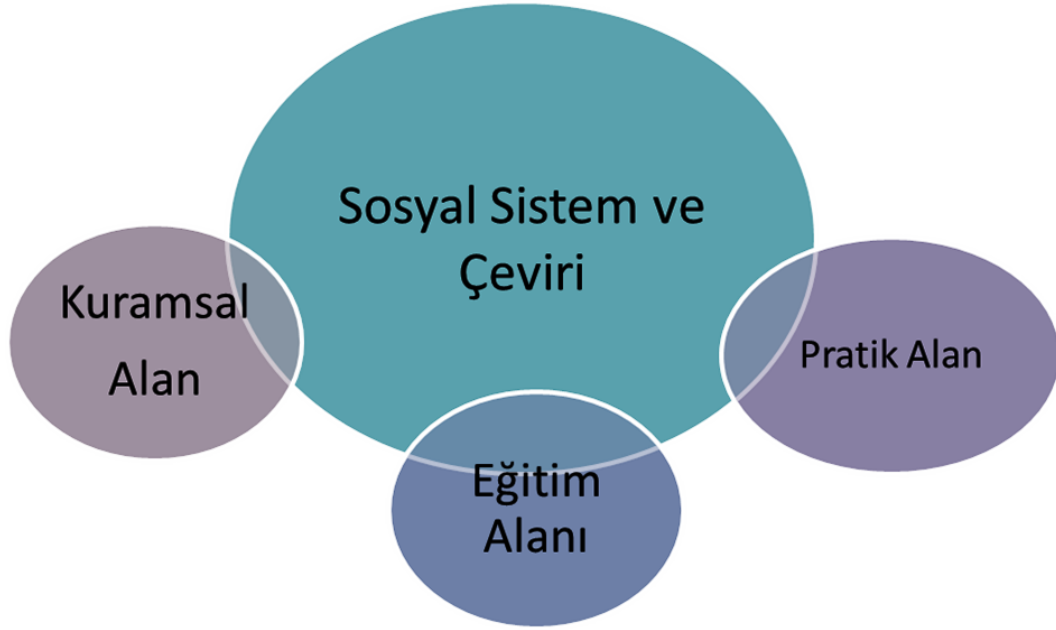 Sosyal Sistem ve
Çeviri
Kuramsal
Alan
Eğitim
Alanı
Pratik Alan